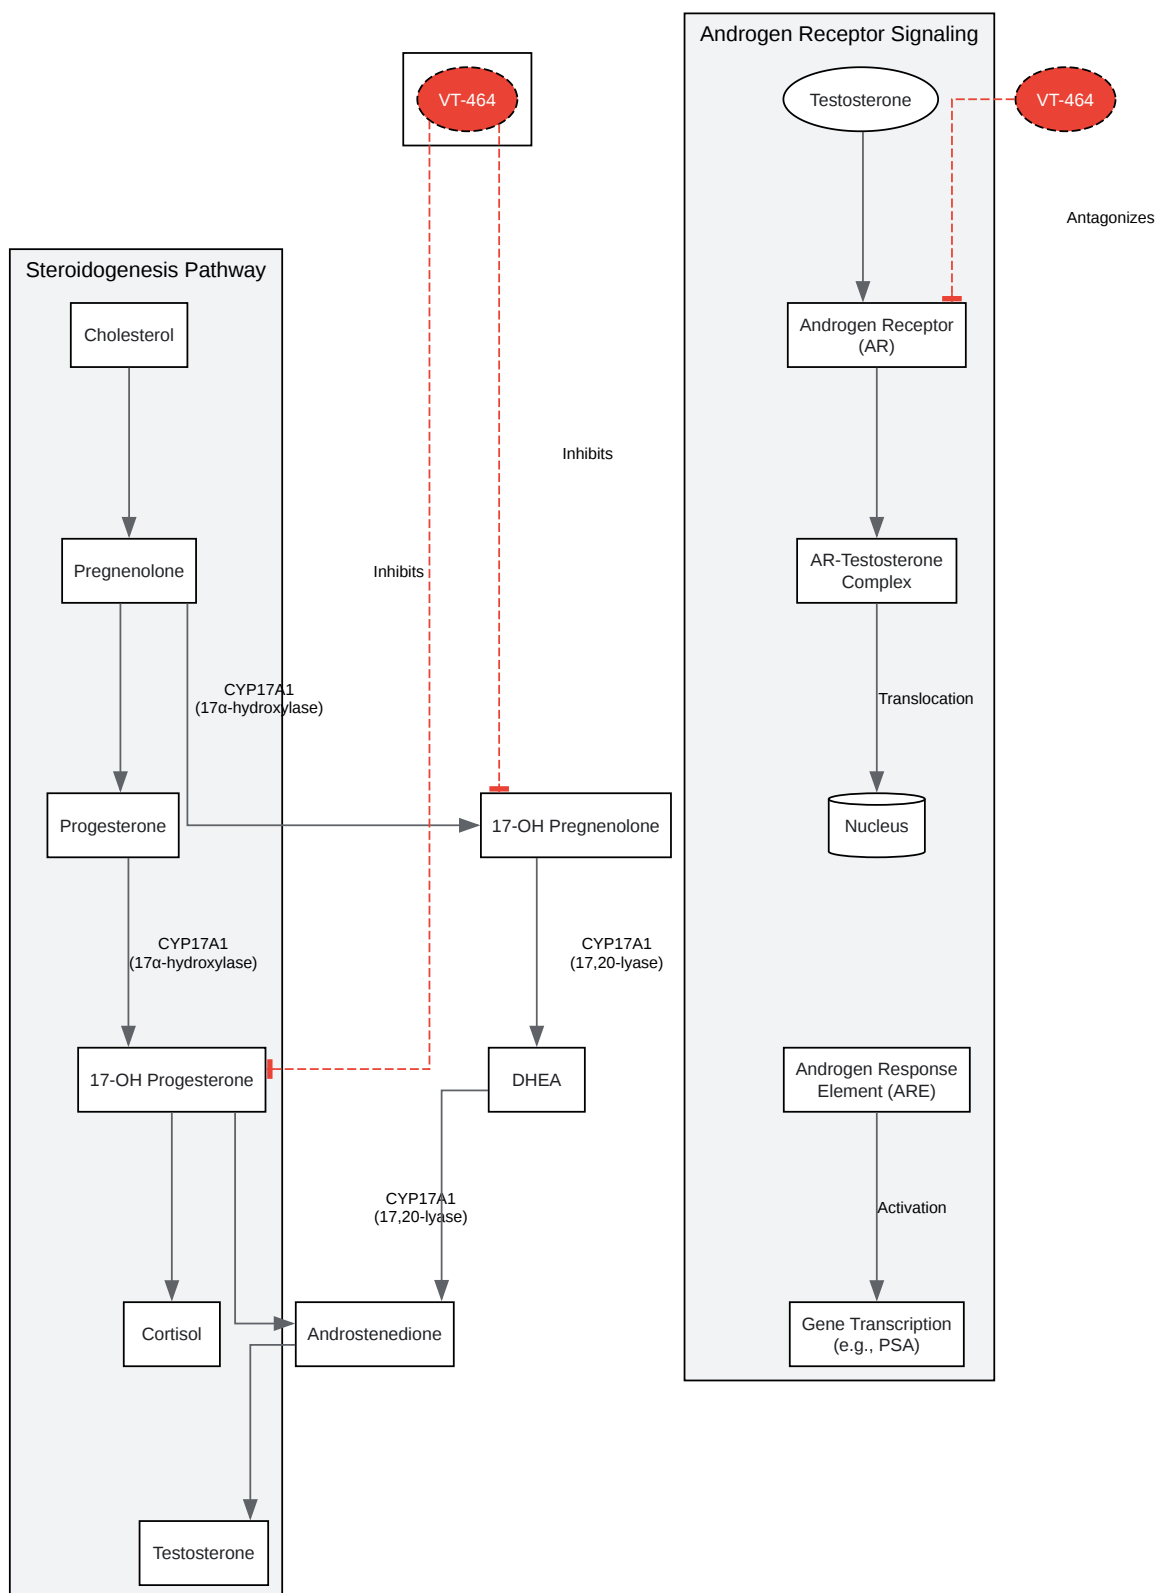 Androgen Receptor Signaling
VT-464
Testosterone
VT-464
Antagonizes
Steroidogenesis Pathway
Cholesterol
Androgen Receptor
(AR)
Inhibits
Pregnenolone
Inhibits
AR-Testosterone
Complex
CYP17A1
(17α-hydroxylase)
Translocation
Progesterone
17-OH Pregnenolone
Nucleus
CYP17A1
(17α-hydroxylase)
CYP17A1
(17,20-lyase)
17-OH Progesterone
DHEA
Androgen Response
Element (ARE)
CYP17A1
(17,20-lyase)
Activation
Cortisol
Androstenedione
Gene Transcription
(e.g., PSA)
Testosterone